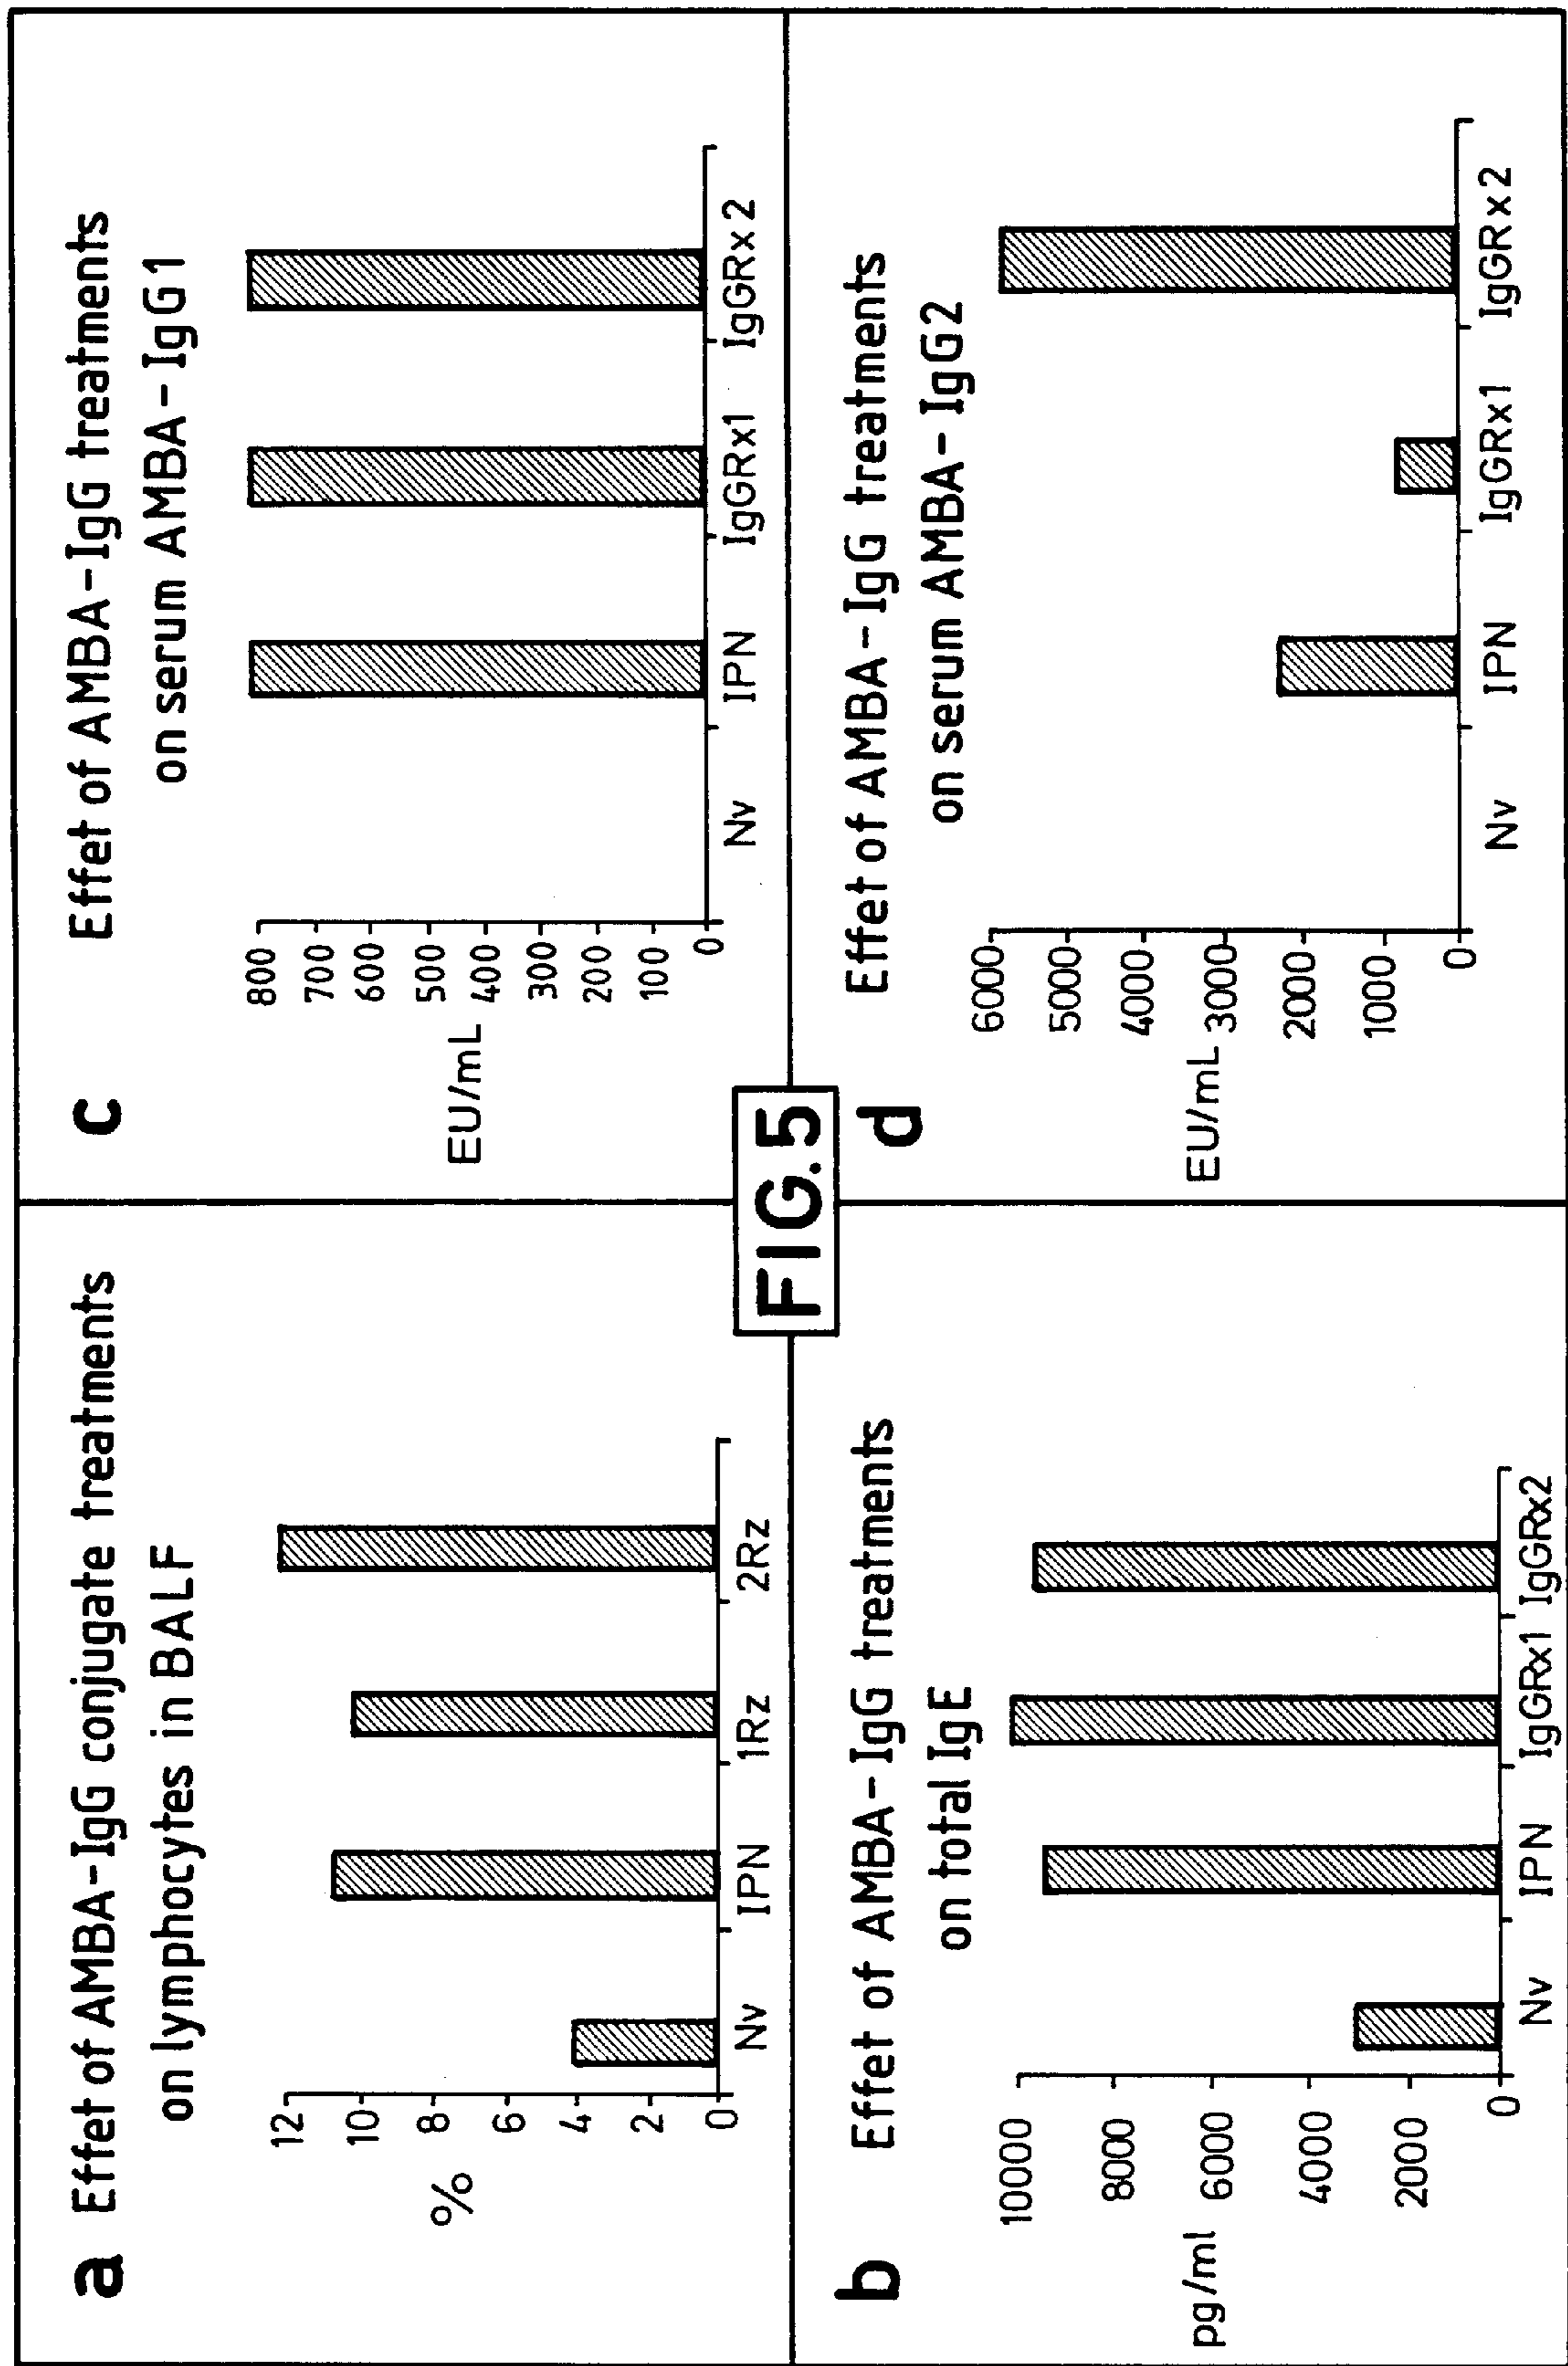 a Effet of AMBA-IgG conjugate treatments
on lymphocytes in BALF
%
12
10
8
6
4
2
0
Nv IPN 1Rz 2Rz
b Effet of AMBA-IgG treatments
on total IgE
pg/ml
10000
8000
6000
4000
2000
0
Nv IPN IgGRx1 IgGRx2
c Effet of AMBA-IgG treatments
on serum AMBA-IgG1
EU/mL
800
700
600
500
400
300
200
100
0
Nv IPN IgGRx1 IgGRx2
d Effet of AMBA-IgG treatments
on serum AMBA-IgG2
EU/mL
6000
5000
4000
3000
2000
1000
0
Nv IPN IgGRx1 IgGRx2
FIG.5